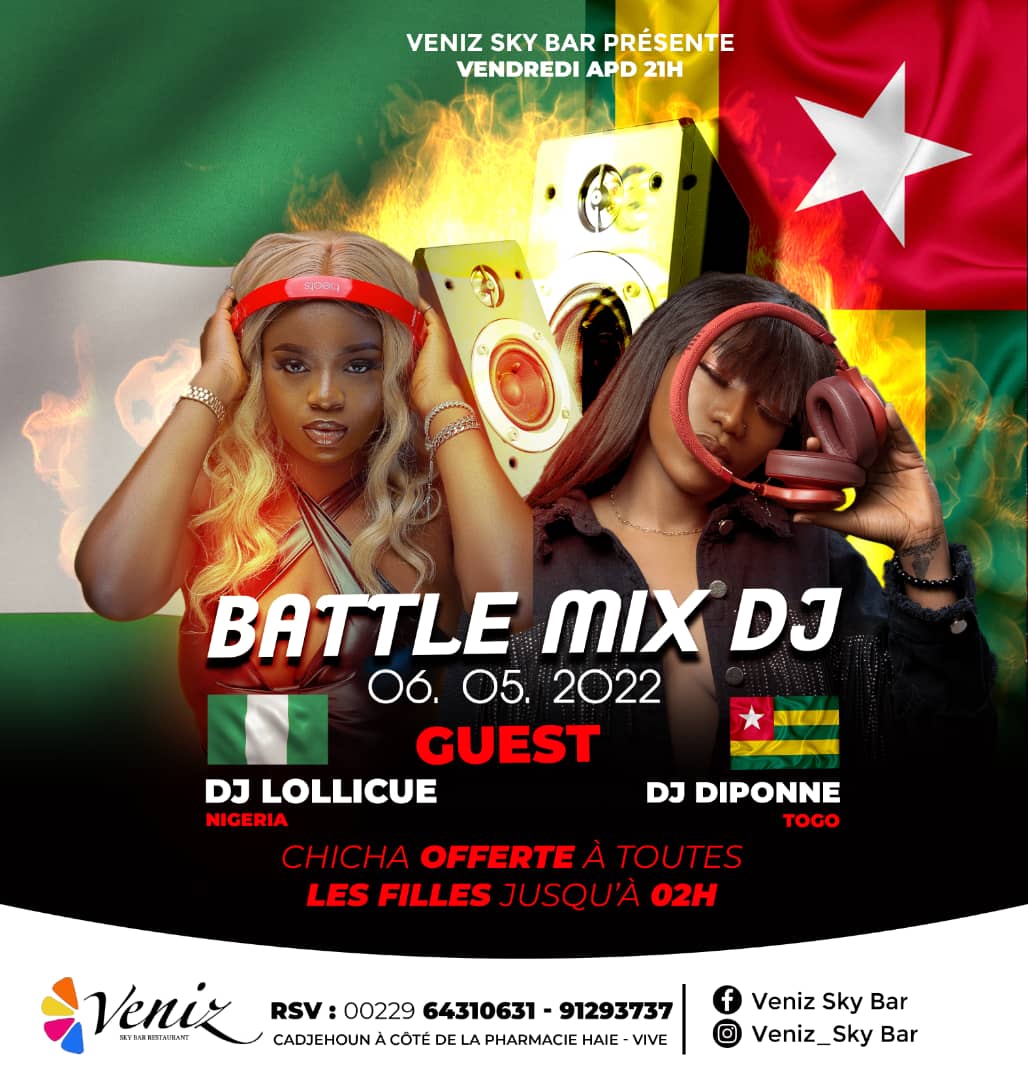 VENIZ SKY BAR PRÉSENTE
VENDREDI APD 21H
beats
BATTLE MIX DJ
06. 05. 2022
GUEST
DJ LOLLICUE
NIGERIA
DJ DIPONNE
TOGO
CHICHA OFFERTE À TOUTES
LES FILLES JUSQU'À 02H
Veniz
SKY BAR RESTAURANT
RSV : 00229 64310631 - 91293737
CADJEHOUN À CÔTÉ DE LA PHARMACIE HAIE - VIVE
Veniz Sky Bar
Veniz_Sky Bar